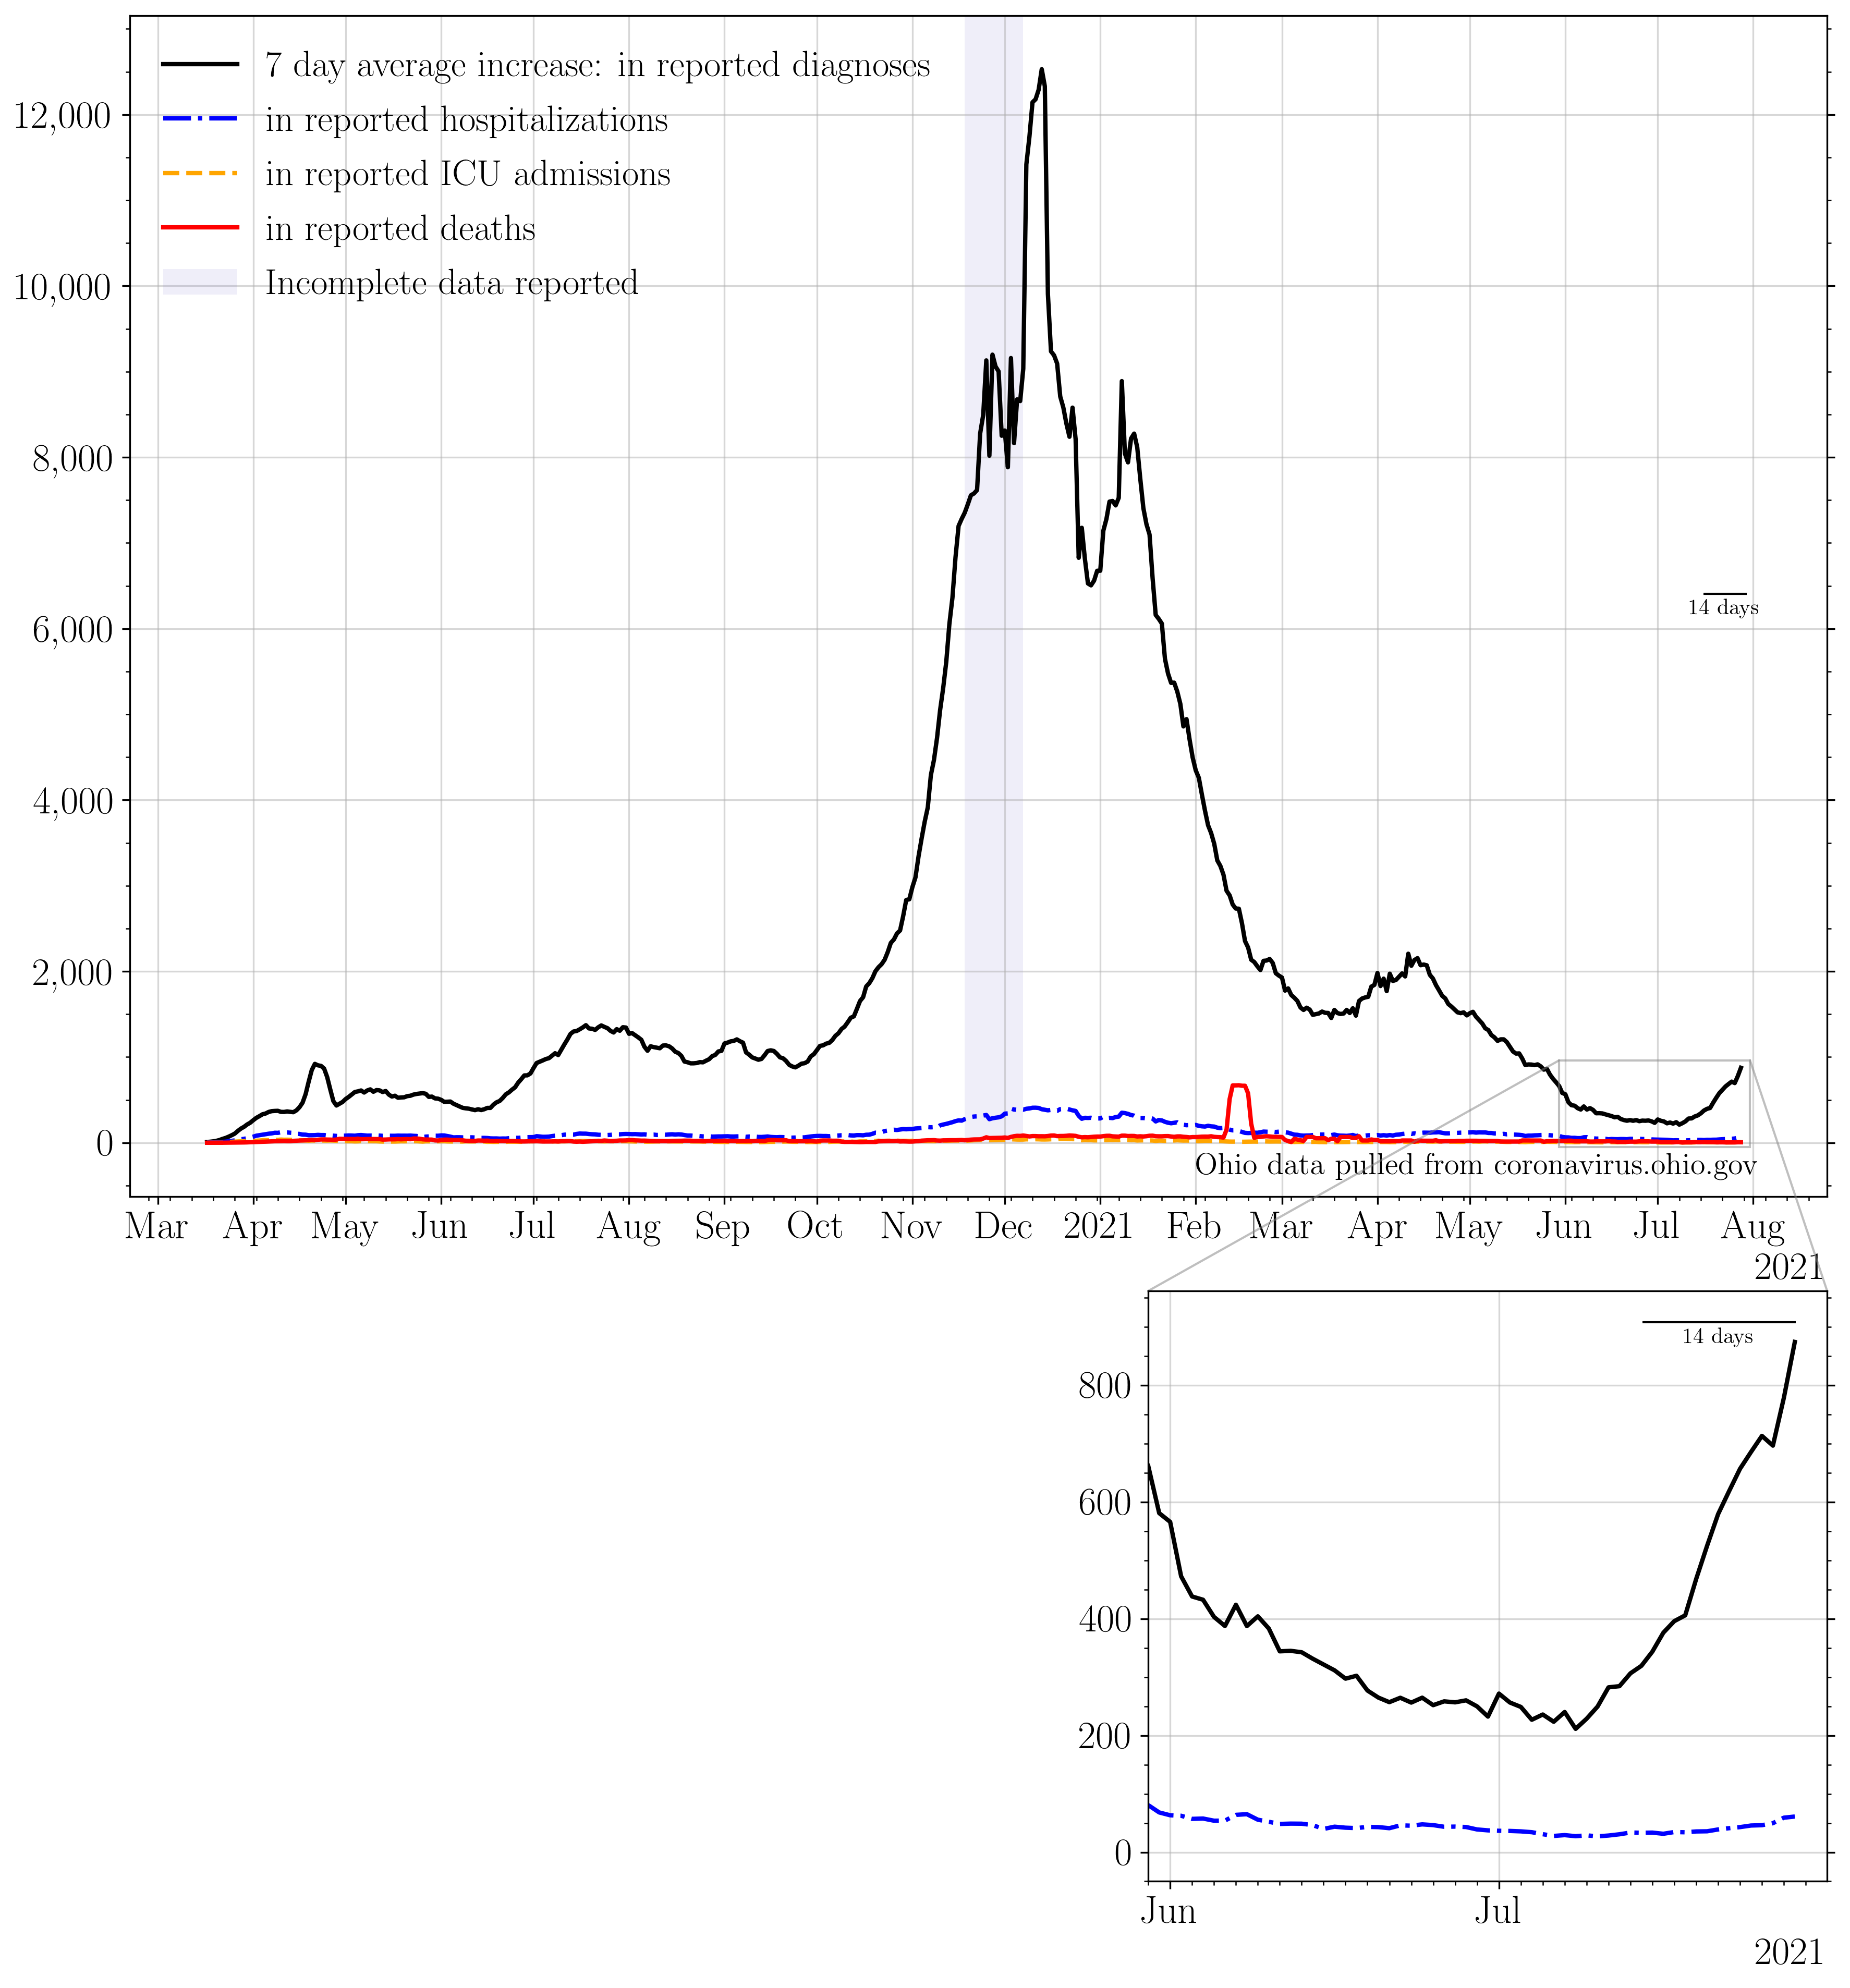 7 day average increase: in reported diagnoses
in reported hospitalizations
in reported ICU admissions
in reported deaths
Incomplete data reported
12,000
10,000
8,000
6,000
4,000
2,000
0
14 days
Ohio data pulled from coronavirus.ohio.gov
Mar Apr May Jun Jul Aug Sep Oct Nov Dec 2021 Feb Mar Apr May Jun Jul Aug
2021
14 days
800
600
400
200
0
Jun Jul
2021